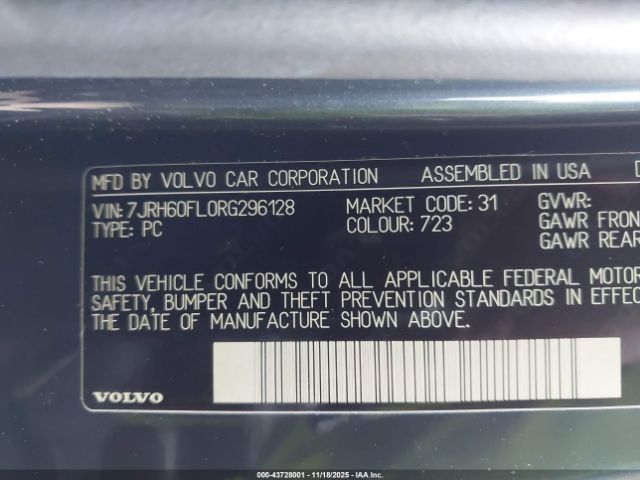 MFD BY VOLVO CAR CORPORATION ASSEMBLED IN USA
VIN: 7JRH60FL0RG296128 MARKET CODE: 31 GVWR:
TYPE: PC COLOUR: 723 GAWR FRON
GAWR REAR
THIS VEHICLE CONFORMS TO ALL APPLICABLE FEDERAL MOTOR
SAFETY, BUMPER AND THEFT PREVENTION STANDARDS IN EFFEC
THE DATE OF MANUFACTURE SHOWN ABOVE.
VOLVO
000-43728001 - 11/18/2025 - IAA Inc.